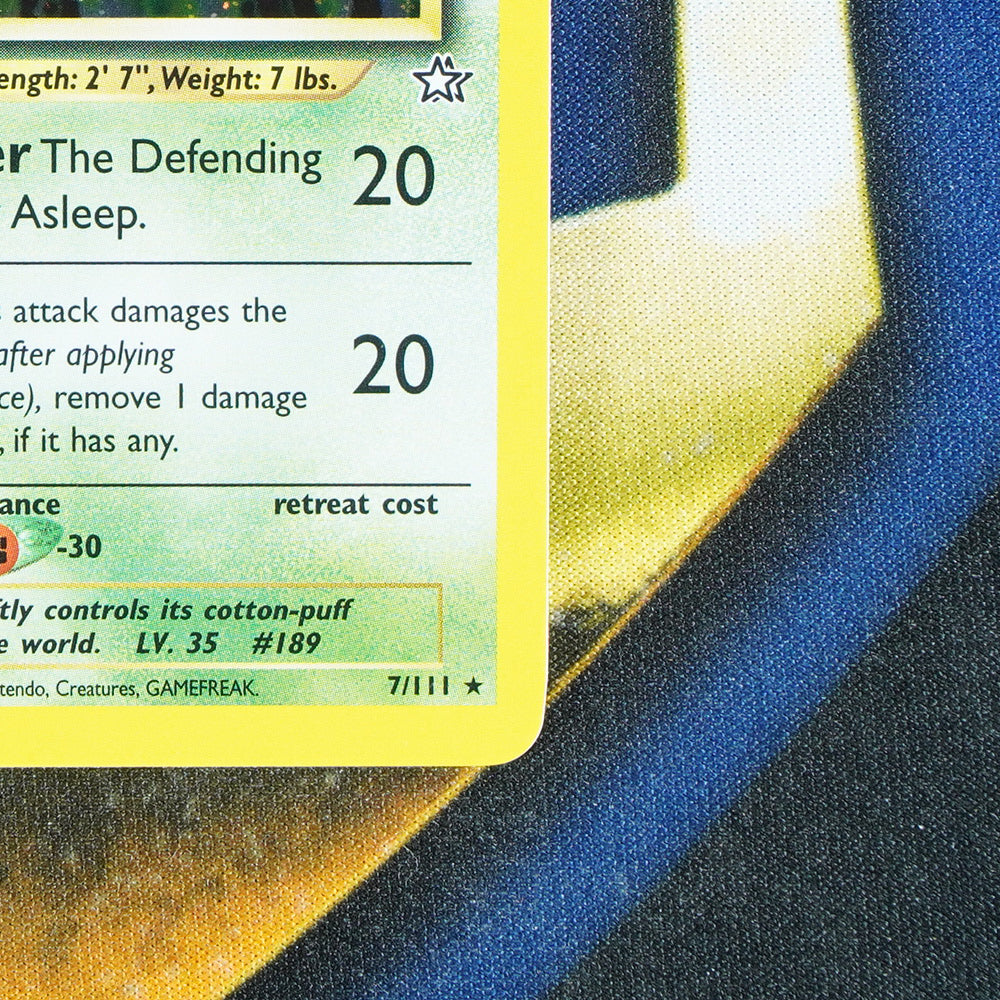 ength: 2' 7", Weight: 7 lbs.
er The Defending 20
Asleep.
attack damages the
after applying 20
ce), remove 1 damage
, if it has any.
ance retreat cost
-30
tly controls its cotton-puff
e world. LV. 35 #189
tendo, Creatures, GAMEFREAK. 7/111 ★